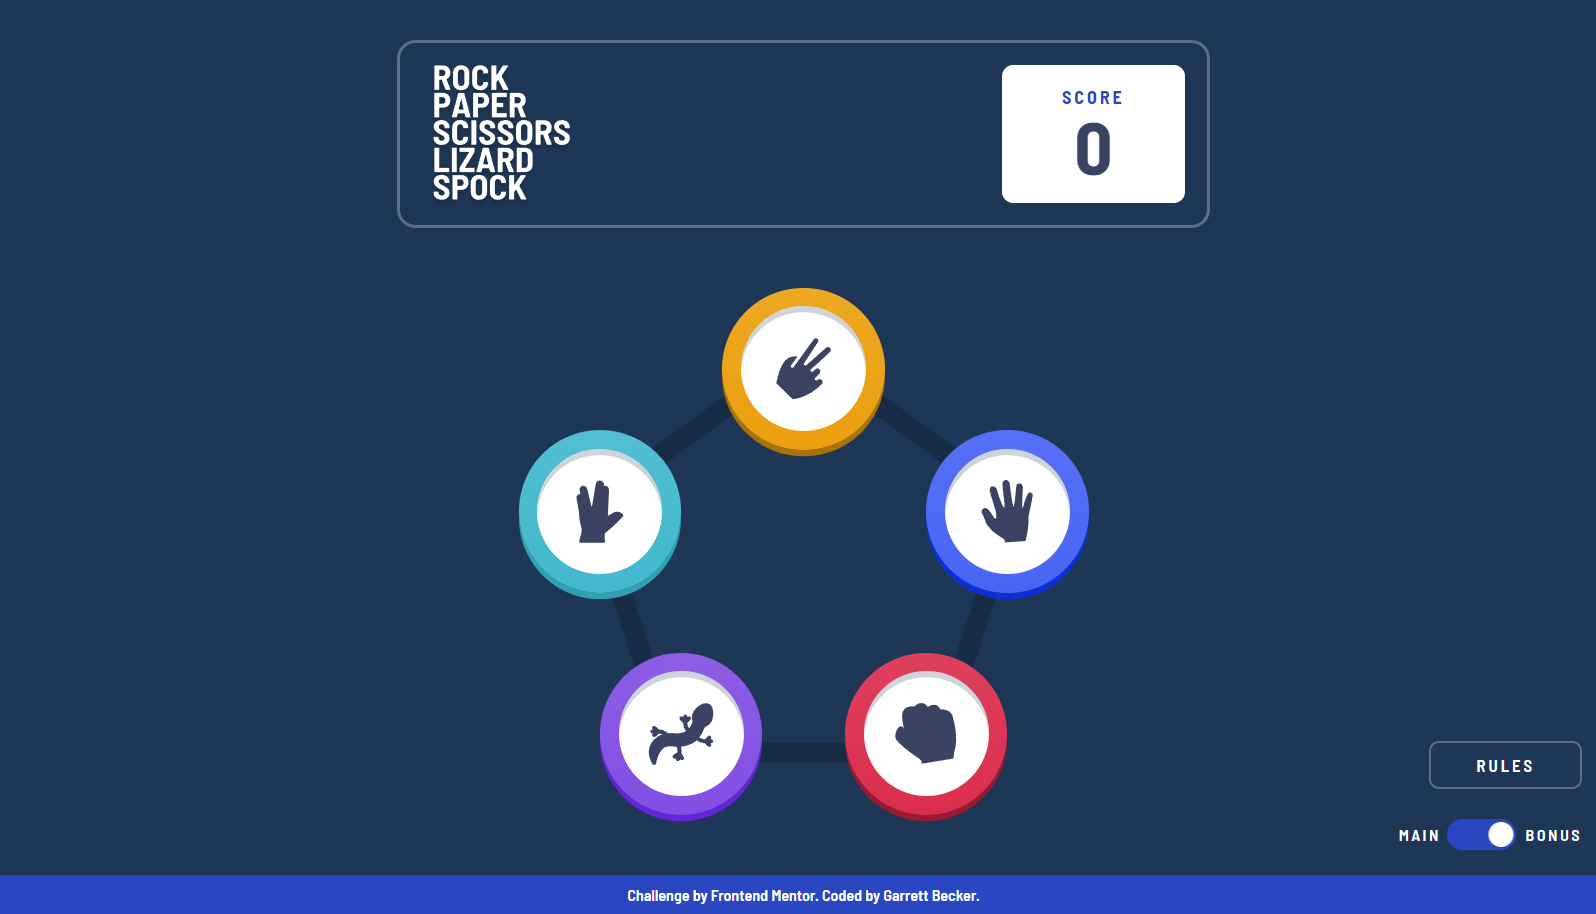 ROCK
PAPER
SCISSORS
LIZARD
SPOCK
SCORE
0
RULES
MAIN BONUS
Challenge by Frontend Mentor. Coded by Garrett Becker.